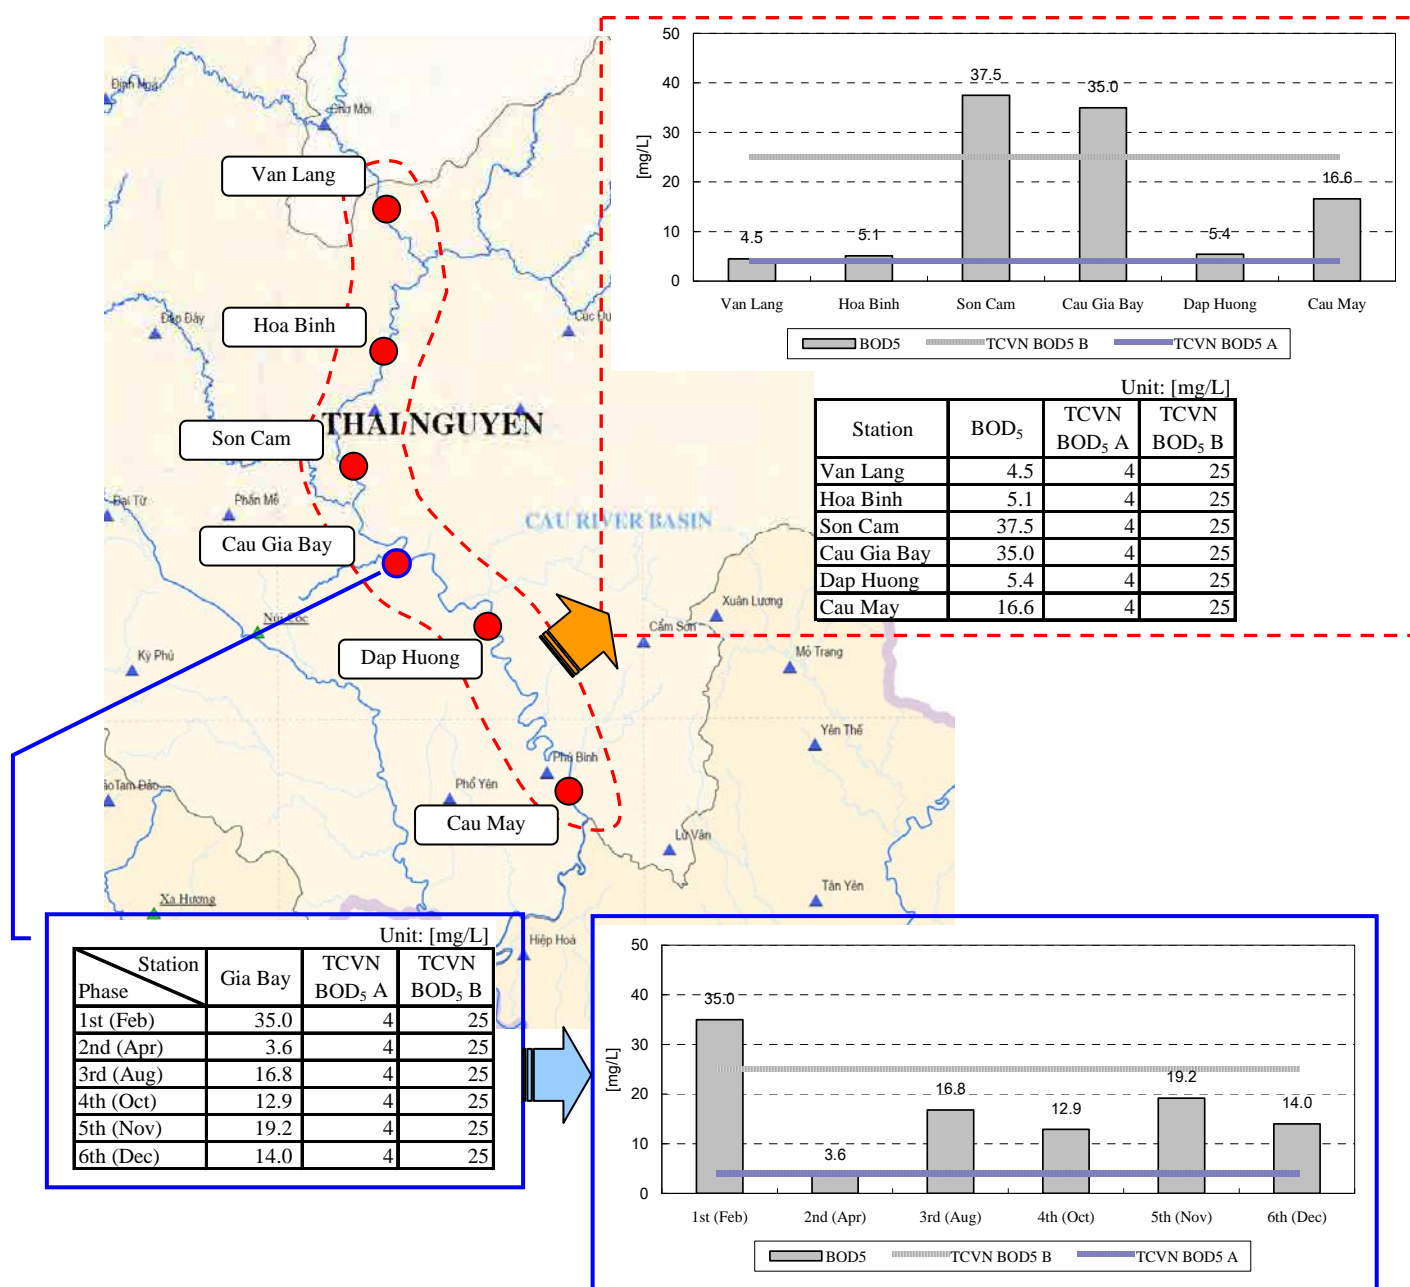 50
40
30
20
10
0
[mg/L]
4.5
5.1
37.5
35.0
5.4
16.6
Van Lang
Hoa Binh
Son Cam
Cau Gia Bay
Dap Huong
Cau May
BOD5
TCVN BOD5 B
TCVN BOD5 A
Unit: [mg/L]
Station BOD5 TCVN BOD5 A TCVN BOD5 B
Van Lang 4.5 4 25
Hoa Binh 5.1 4 25
Son Cam 37.5 4 25
Cau Gia Bay 35.0 4 25
Dap Huong 5.4 4 25
Cau May 16.6 4 25
Chợ Mới
Van Lang
Hoa Binh
Son Cam
Cau Gia Bay
Dap Huong
Cau May
THAI NGUYEN
CAU RIVER BASIN
Đại Từ
Phấn Mễ
Núi Cốc
Kỳ Phú
Xuân Lương
Cẩm Sơn
Mỏ Trạng
Yên Thế
Phú Bình
Phổ Yên
Tam Đảo
Lữ Vân
Tân Yên
Xa Hương
Hiệp Hoà
Unit: [mg/L]
Station
Phase
Gia Bay TCVN BOD5 A TCVN BOD5 B
1st (Feb) 35.0 4 25
2nd (Apr) 3.6 4 25
3rd (Aug) 16.8 4 25
4th (Oct) 12.9 4 25
5th (Nov) 19.2 4 25
6th (Dec) 14.0 4 25
50
40
30
20
10
0
[mg/L]
35.0
3.6
16.8
12.9
19.2
14.0
1st (Feb)
2nd (Apr)
3rd (Aug)
4th (Oct)
5th (Nov)
6th (Dec)
BOD5
TCVN BOD5 B
TCVN BOD5 A